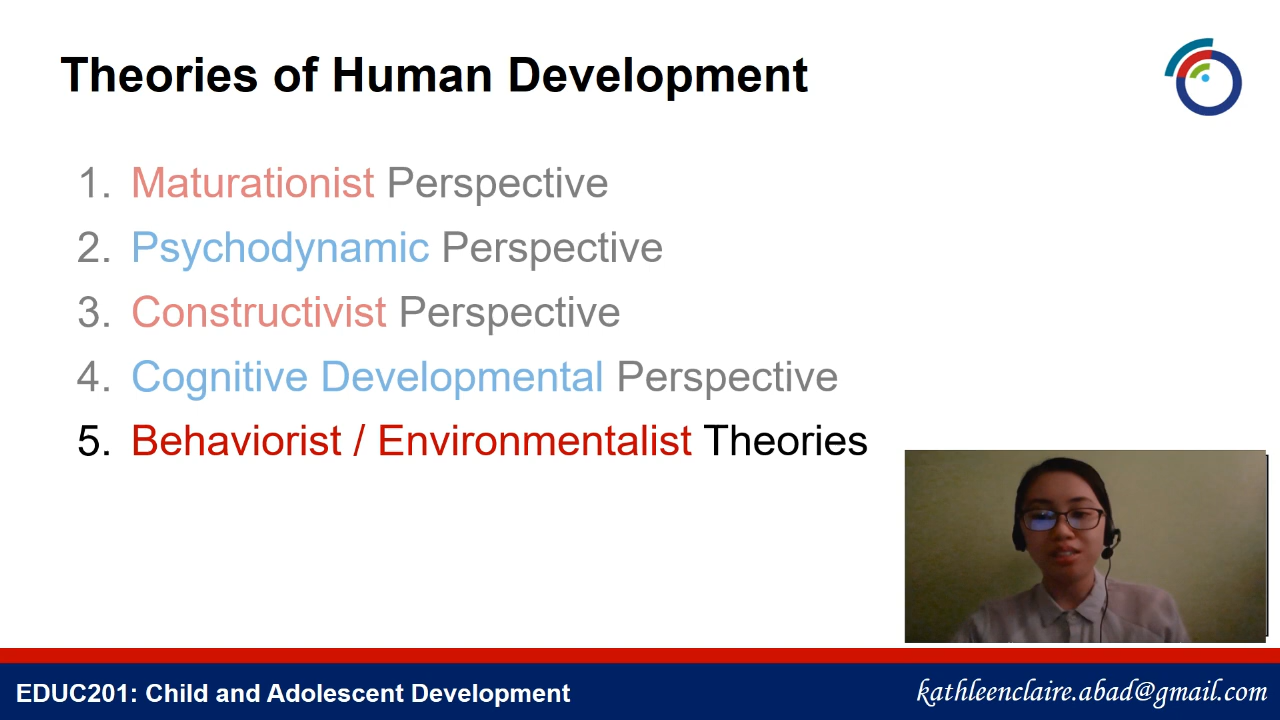 Theories of Human Development
1. Maturationist Perspective
2. Psychodynamic Perspective
3. Constructivist Perspective
4. Cognitive Developmental Perspective
5. Behaviorist / Environmentalist Theories
EDUC201: Child and Adolescent Development
kathleenclaire.abad@gmail.com